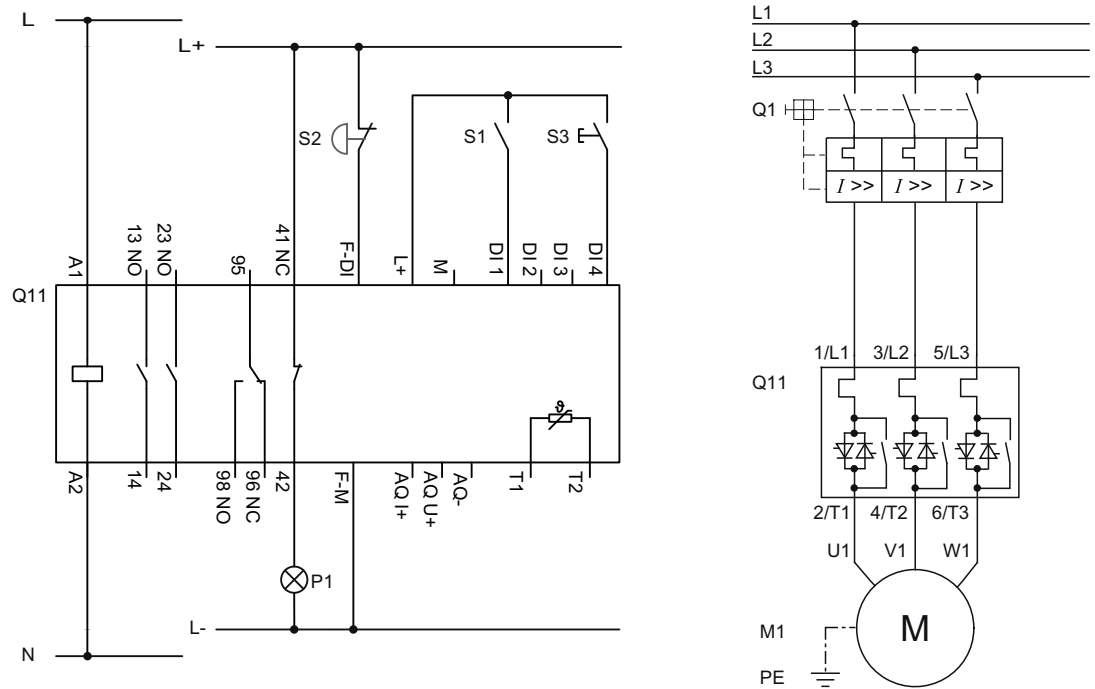 L
L+
S2
S1
S3
A1
13 NO
23 NO
95
41 NC
F-DI
L+
M
DI 1
DI 2
DI 3
DI 4
Q11
ϑ
A2
14
24
98 NO
96 NC
42
F-M
AQ I+
AQ U+
AQ-
T1
T2
P1
L-
N
L1
L2
L3
Q1
I >> I >> I >>
1/L1 3/L2 5/L3
Q11
2/T1 4/T2 6/T3
U1 V1 W1
M
M1
PE